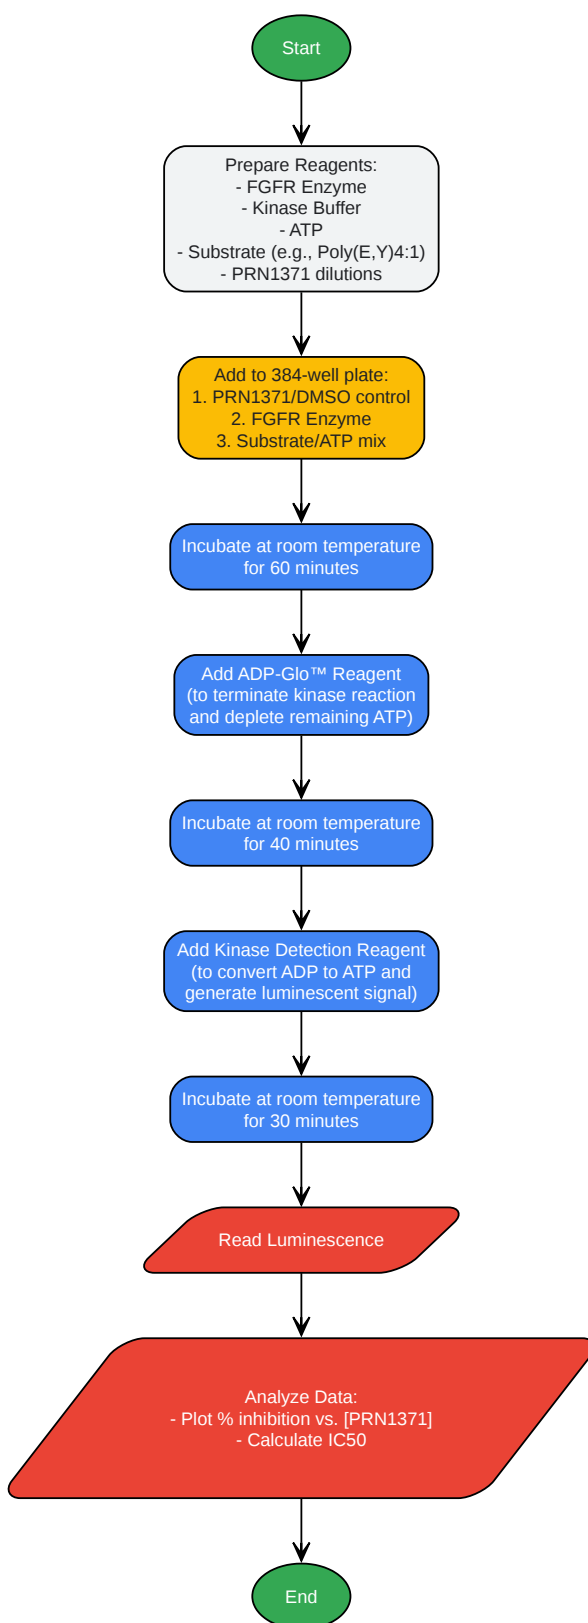 Start
Prepare Reagents:
- FGFR Enzyme
- Kinase Buffer
- ATP
- Substrate (e.g., Poly(E,Y)4:1)
- PRN1371 dilutions
Add to 384-well plate:
1. PRN1371/DMSO control
2. FGFR Enzyme
3. Substrate/ATP mix
Incubate at room temperature
for 60 minutes
Add ADP-Glo™ Reagent
(to terminate kinase reaction
and deplete remaining ATP)
Incubate at room temperature
for 40 minutes
Add Kinase Detection Reagent
(to convert ADP to ATP and
generate luminescent signal)
Incubate at room temperature
for 30 minutes
Read Luminescence
Analyze Data:
- Plot % inhibition vs. [PRN1371]
- Calculate IC50
End